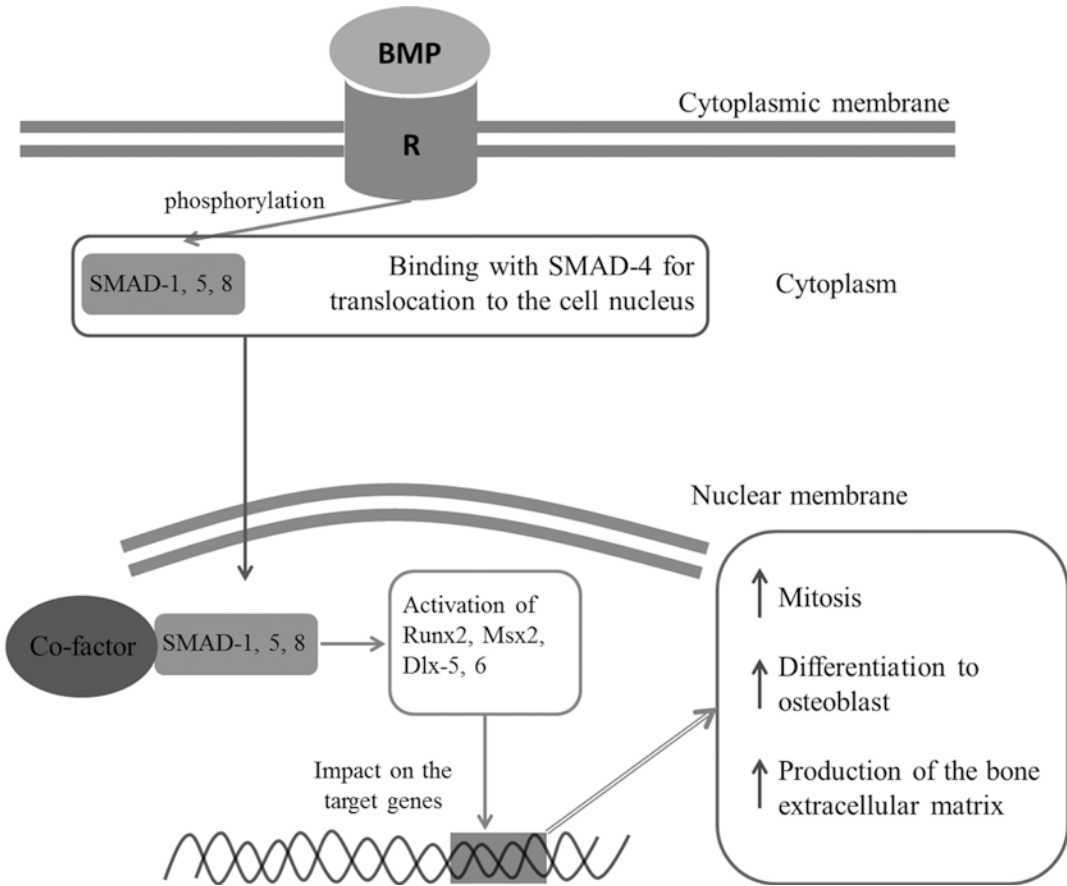 BMP
Cytoplasmic membrane
R
phosphorylation
SMAD-1, 5, 8
Binding with SMAD-4 for
translocation to the cell nucleus
Cytoplasm
Nuclear membrane
Co-factor
SMAD-1, 5, 8
Activation of
Runx2, Msx2,
Dlx-5, 6
Mitosis
Differentiation to
osteoblast
Production of the bone
extracellular matrix
Impact on the
target genes